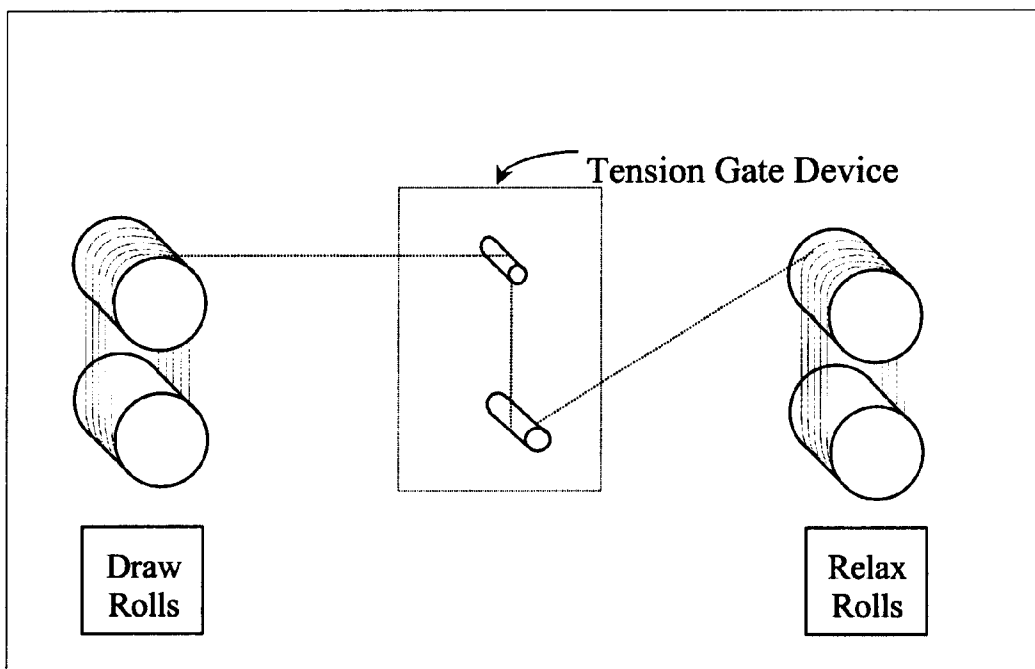 Tension Gate Device
Draw
Rolls
Relax
Rolls